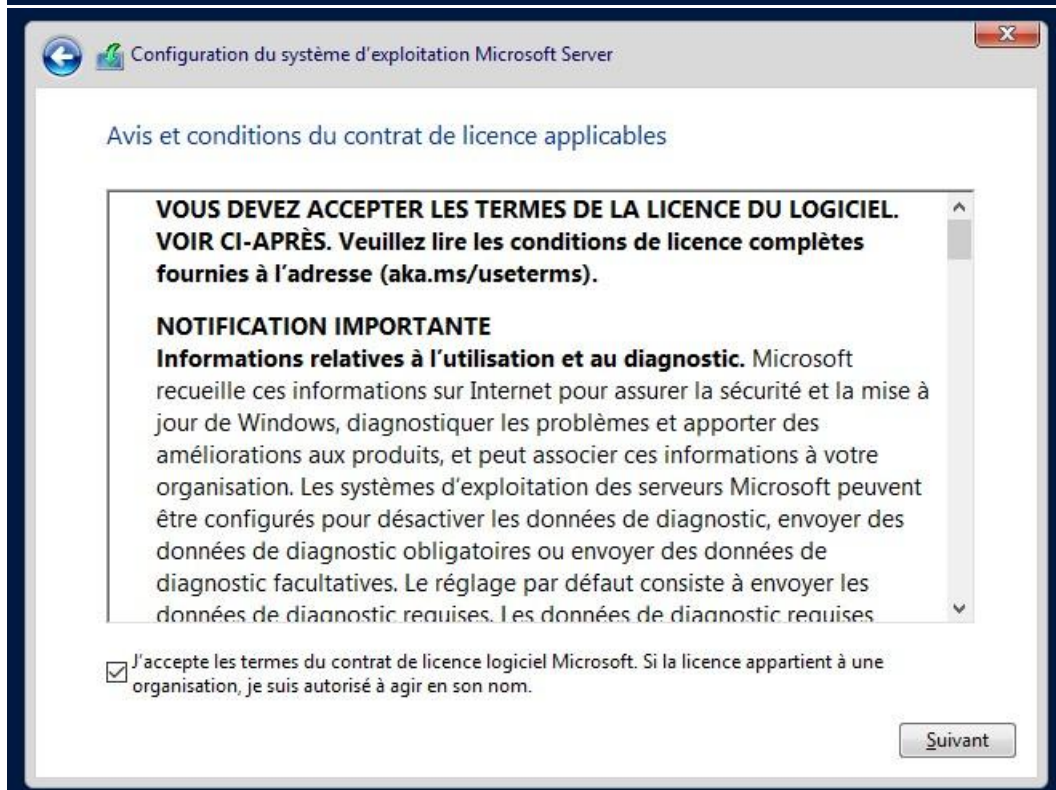 Configuration du système d'exploitation Microsoft Server
Avis et conditions du contrat de licence applicables
VOUS DEVEZ ACCEPTER LES TERMES DE LA LICENCE DU LOGICIEL.
VOIR CI-APRÈS. Veuillez lire les conditions de licence complètes
fournies à l'adresse (aka.ms/useterms).
NOTIFICATION IMPORTANTE
Informations relatives à l'utilisation et au diagnostic. Microsoft
recueille ces informations sur Internet pour assurer la sécurité et la mise à
jour de Windows, diagnostiquer les problèmes et apporter des
améliorations aux produits, et peut associer ces informations à votre
organisation. Les systèmes d'exploitation des serveurs Microsoft peuvent
être configurés pour désactiver les données de diagnostic, envoyer des
données de diagnostic obligatoires ou envoyer des données de
diagnostic facultatives. Le réglage par défaut consiste à envoyer les
données de diagnostic requises. Les données de diagnostic requises
J'accepte les termes du contrat de licence logiciel Microsoft. Si la licence appartient à une
organisation, je suis autorisé à agir en son nom.
Suivant